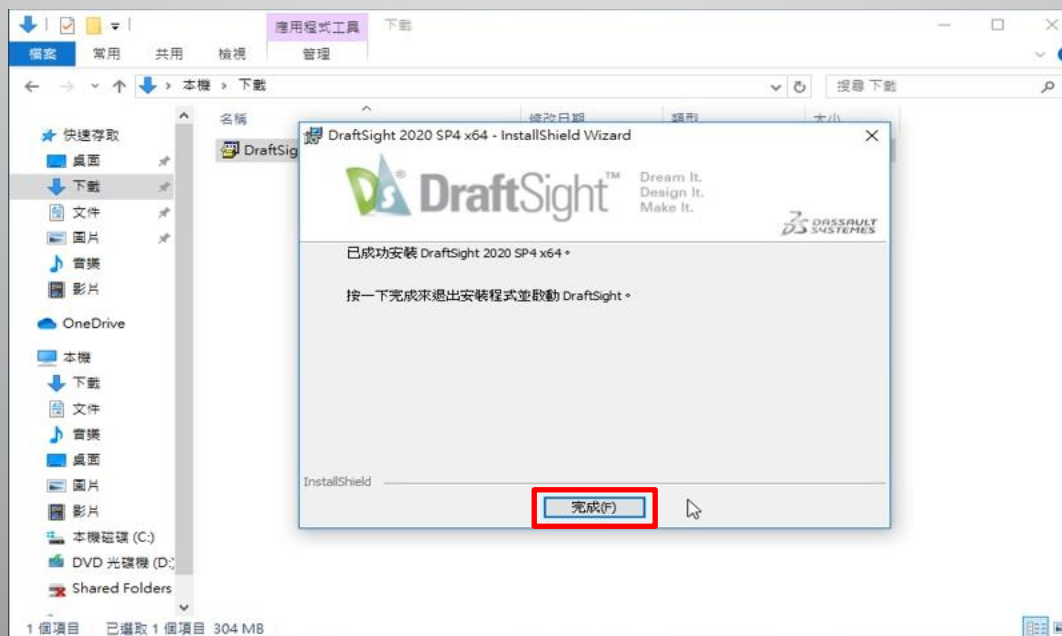 應用程式工具
下載
檔案
常用
共用
檢視
管理
本機 › 下載
搜尋 下載
名稱
修改日期
類型
大小
快速存取
桌面
下載
文件
圖片
音樂
影片
OneDrive
本機
下載
文件
音樂
桌面
圖片
影片
本機磁碟 (C:)
DVD 光碟機 (D:)
Shared Folders
DraftSig
DraftSight 2020 SP4 x64 - InstallShield Wizard
DS® DraftSight™
Dream It.
Design It.
Make It.
DASSAULT
SYSTEMES
已成功安裝 DraftSight 2020 SP4 x64。
按一下完成來退出安裝程式並啟動 DraftSight。
InstallShield
完成(F)
1 個項目
已選取 1 個項目 304 MB